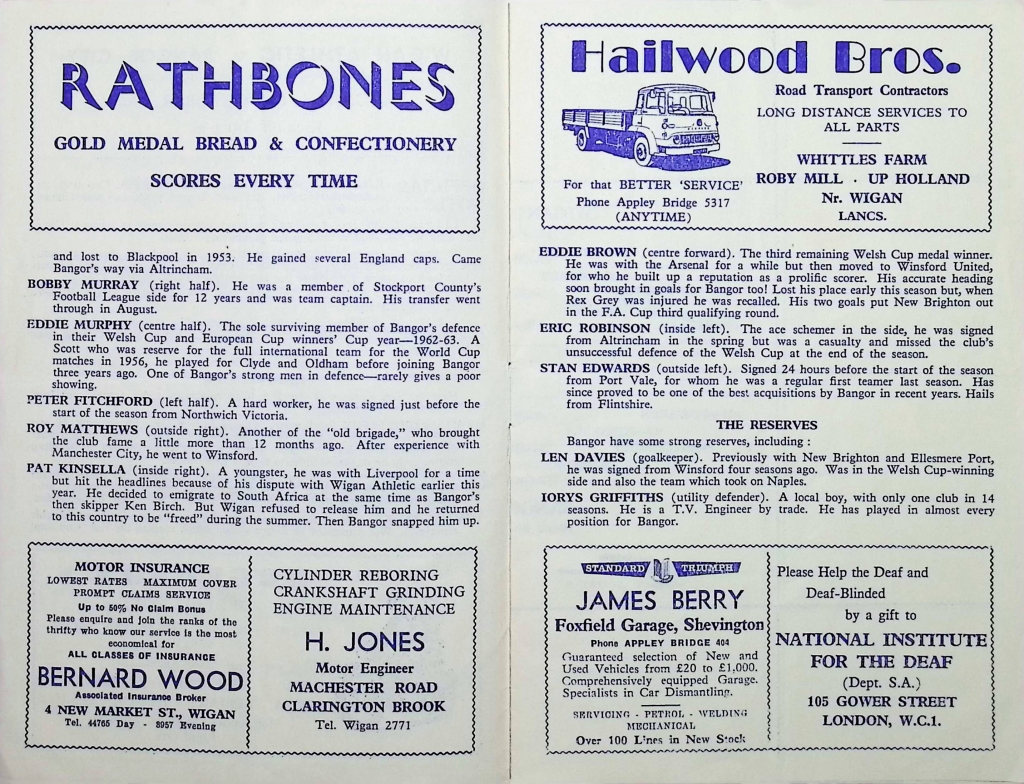 RATHBONES
GOLD MEDAL BREAD & CONFECTIONERY
SCORES EVERY TIME
and lost to Blackpool in 1953. He gained several England caps. Came
Bangor's way via Altrincham.
BOBBY MURRAY (right half). He was a member of Stockport County's
Football League side for 12 years and was team captain. His transfer went
through in August.
EDDIE MURPHY (centre half). The sole surviving member of Bangor's defence
in their Welsh Cup and European Cup winners' Cup year—1962-63. A
Scott who was reserve for the full international team for the World Cup
matches in 1956, he played for Clyde and Oldham before joining Bangor
three years ago. One of Bangor's strong men in defence—rarely gives a poor
showing.
PETER FITCHFORD (left half). A hard worker, he was signed just before the
start of the season from Northwich Victoria.
ROY MATTHEWS (outside right). Another of the "old brigade," who brought
the club fame a little more than 12 months ago. After experience with
Manchester City, he went to Winsford.
PAT KINSELLA (inside right). A youngster, he was with Liverpool for a time
but hit the headlines because of his dispute with Wigan Athletic earlier this
year. He decided to emigrate to South Africa at the same time as Bangor's
then skipper Ken Birch. But Wigan refused to release him and he returned
to this country to be "freed" during the summer. Then Bangor snapped him up.
MOTOR INSURANCE
LOWEST RATES MAXIMUM COVER
PROMPT CLAIMS SERVICE
Up to 50% No Claim Bonus
Please enquire and join the ranks of the
thrifty who know our service is the most
economical for
ALL CLASSES OF INSURANCE
BERNARD WOOD
Associated Insurance Broker
4 NEW MARKET ST., WIGAN
Tel. 44765 Day - 8957 Evening
CYLINDER REBORING
CRANKSHAFT GRINDING
ENGINE MAINTENANCE
H. JONES
Motor Engineer
MACHESTER ROAD
CLARINGTON BROOK
Tel. Wigan 2771
Hailwood Bros.
Road Transport Contractors
LONG DISTANCE SERVICES TO
ALL PARTS
WHITTLES FARM
ROBY MILL . UP HOLLAND
Nr. WIGAN
LANCS.
For that BETTER 'SERVICE'
Phone Appley Bridge 5317
(ANYTIME)
EDDIE BROWN (centre forward). The third remaining Welsh Cup medal winner.
He was with the Arsenal for a while but then moved to Winsford United,
for who he built up a reputation as a prolific scorer. His accurate heading
soon brought in goals for Bangor too! Lost his place early this season but, when
Rex Grey was injured he was recalled. His two goals put New Brighton out
in the F.A. Cup third qualifying round.
ERIC ROBINSON (inside left). The ace schemer in the side, he was signed
from Altrincham in the spring but was a casualty and missed the club's
unsuccessful defence of the Welsh Cup at the end of the season.
STAN EDWARDS (outside left). Signed 24 hours before the start of the season
from Port Vale, for whom he was a regular first teamer last season. Has
since proved to be one of the best acquisitions by Bangor in recent years. Hails
from Flintshire.
THE RESERVES
Bangor have some strong reserves, including :
LEN DAVIES (goalkeeper). Previously with New Brighton and Ellesmere Port,
he was signed from Winsford four seasons ago. Was in the Welsh Cup-winning
side and also the team which took on Naples.
IORYS GRIFFITHS (utility defender). A local boy, with only one club in 14
seasons. He is a T.V. Engineer by trade. He has played in almost every
position for Bangor.
STANDARD TRIUMPH
JAMES BERRY
Foxfield Garage, Shevington
Phone APPLEY BRIDGE 404
Guaranteed selection of New and
Used Vehicles from £20 to £1,000.
Comprehensively equipped Garage.
Specialists in Car Dismantling.
SERVICING - PETROL - WELDING
MECHANICAL
Over 100 Lines in New Stock
Please Help the Deaf and
Deaf-Blinded
by a gift to
NATIONAL INSTITUTE
FOR THE DEAF
(Dept. S.A.)
105 GOWER STREET
LONDON, W.C.1.